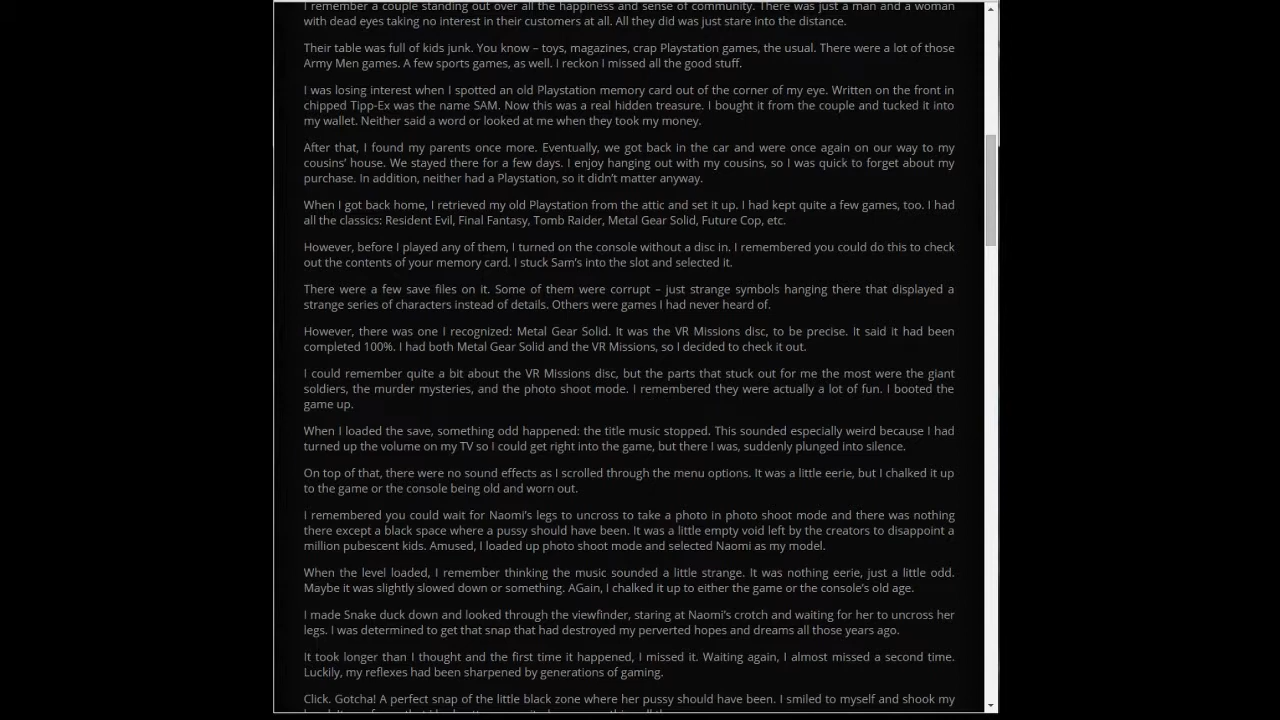 I remember a couple standing out over all the happiness and sense of community. There was just a man and a woman
with dead eyes taking no interest in their customers at all. All they did was just stare into the distance.
Their table was full of kids junk. You know – toys, magazines, crap Playstation games, the usual. There were a lot of those
Army Men games. A few sports games, as well. I reckon I missed all the good stuff.
I was losing interest when I spotted an old Playstation memory card out of the corner of my eye. Written on the front in
chipped Tipp-Ex was the name SAM. Now this was a real hidden treasure. I bought it from the couple and tucked it into
my wallet. Neither said a word or looked at me when they took my money.
After that, I found my parents once more. Eventually, we got back in the car and were once again on our way to my
cousins’ house. We stayed there for a few days. I enjoy hanging out with my cousins, so I was quick to forget about my
purchase. In addition, neither had a Playstation, so it didn’t matter anyway.
When I got back home, I retrieved my old Playstation from the attic and set it up. I had kept quite a few games, too. I had
all the classics: Resident Evil, Final Fantasy, Tomb Raider, Metal Gear Solid, Future Cop, etc.
However, before I played any of them, I turned on the console without a disc in. I remembered you could do this to check
out the contents of your memory card. I stuck Sam’s into the slot and selected it.
There were a few save files on it. Some of them were corrupt – just strange symbols hanging there that displayed a
strange series of characters instead of details. Others were games I had never heard of.
However, there was one I recognized: Metal Gear Solid. It was the VR Missions disc, to be precise. It said it had been
completed 100%. I had both Metal Gear Solid and the VR Missions, so I decided to check it out.
I could remember quite a bit about the VR Missions disc, but the parts that stuck out for me the most were the giant
soldiers, the murder mysteries, and the photo shoot mode. I remembered they were actually a lot of fun. I booted the
game up.
When I loaded the save, something odd happened: the title music stopped. This sounded especially weird because I had
turned up the volume on my TV so I could get right into the game, but there I was, suddenly plunged into silence.
On top of that, there were no sound effects as I scrolled through the menu options. It was a little eerie, but I chalked it up
to the game or the console being old and worn out.
I remembered you could wait for Naomi’s legs to uncross to take a photo in photo shoot mode and there was nothing
there except a black space where a pussy should have been. It was a little empty void left by the creators to disappoint a
million pubescent kids. Amused, I loaded up photo shoot mode and selected Naomi as my model.
When the level loaded, I remember thinking the music sounded a little strange. It was nothing eerie, just a little odd.
Maybe it was slightly slowed down or something. AGain, I chalked it up to either the game or the console’s old age.
I made Snake duck down and looked through the viewfinder, staring at Naomi’s crotch and waiting for her to uncross her
legs. I was determined to get that snap that had destroyed my perverted hopes and dreams all those years ago.
It took longer than I thought and the first time it happened, I missed it. Waiting again, I almost missed a second time.
Luckily, my reflexes had been sharpened by generations of gaming.
Click. Gotcha! A perfect snap of the little black zone where her pussy should have been. I smiled to myself and shook my